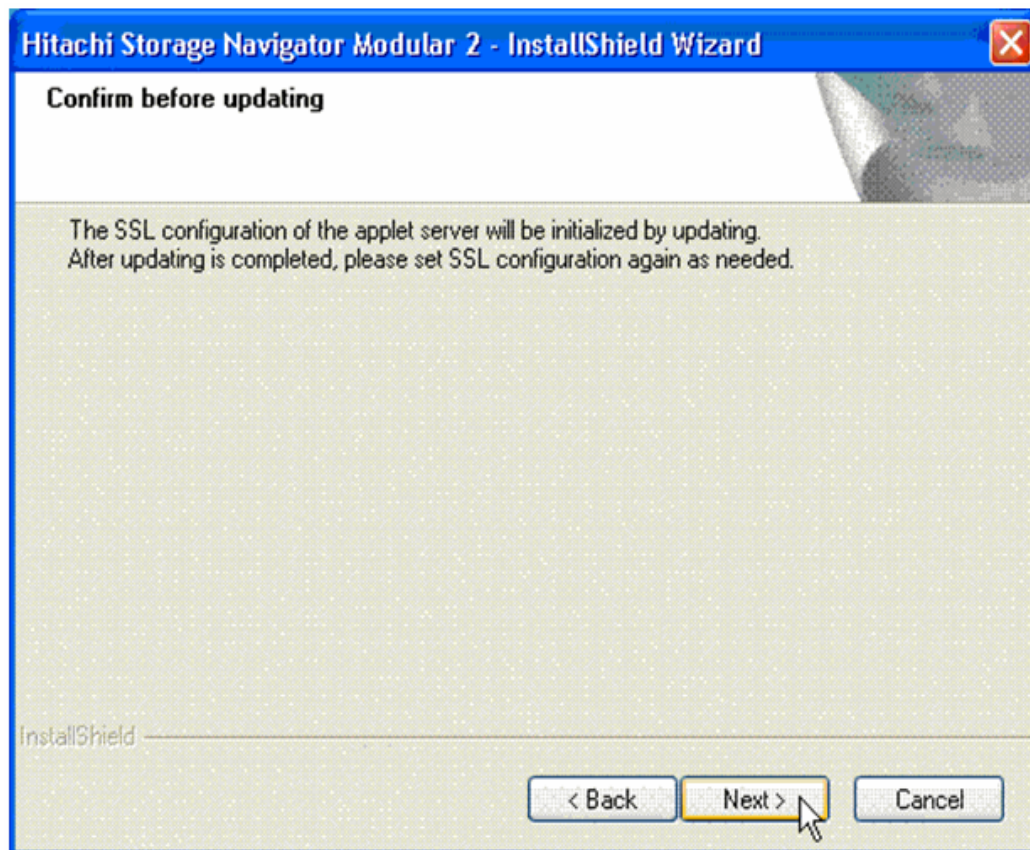 Hitachi Storage Navigator Modular 2 - InstallShield Wizard
Confirm before updating
The SSL configuration of the applet server will be initialized by updating.
After updating is completed, please set SSL configuration again as needed.
InstallShield
< Back Next > Cancel